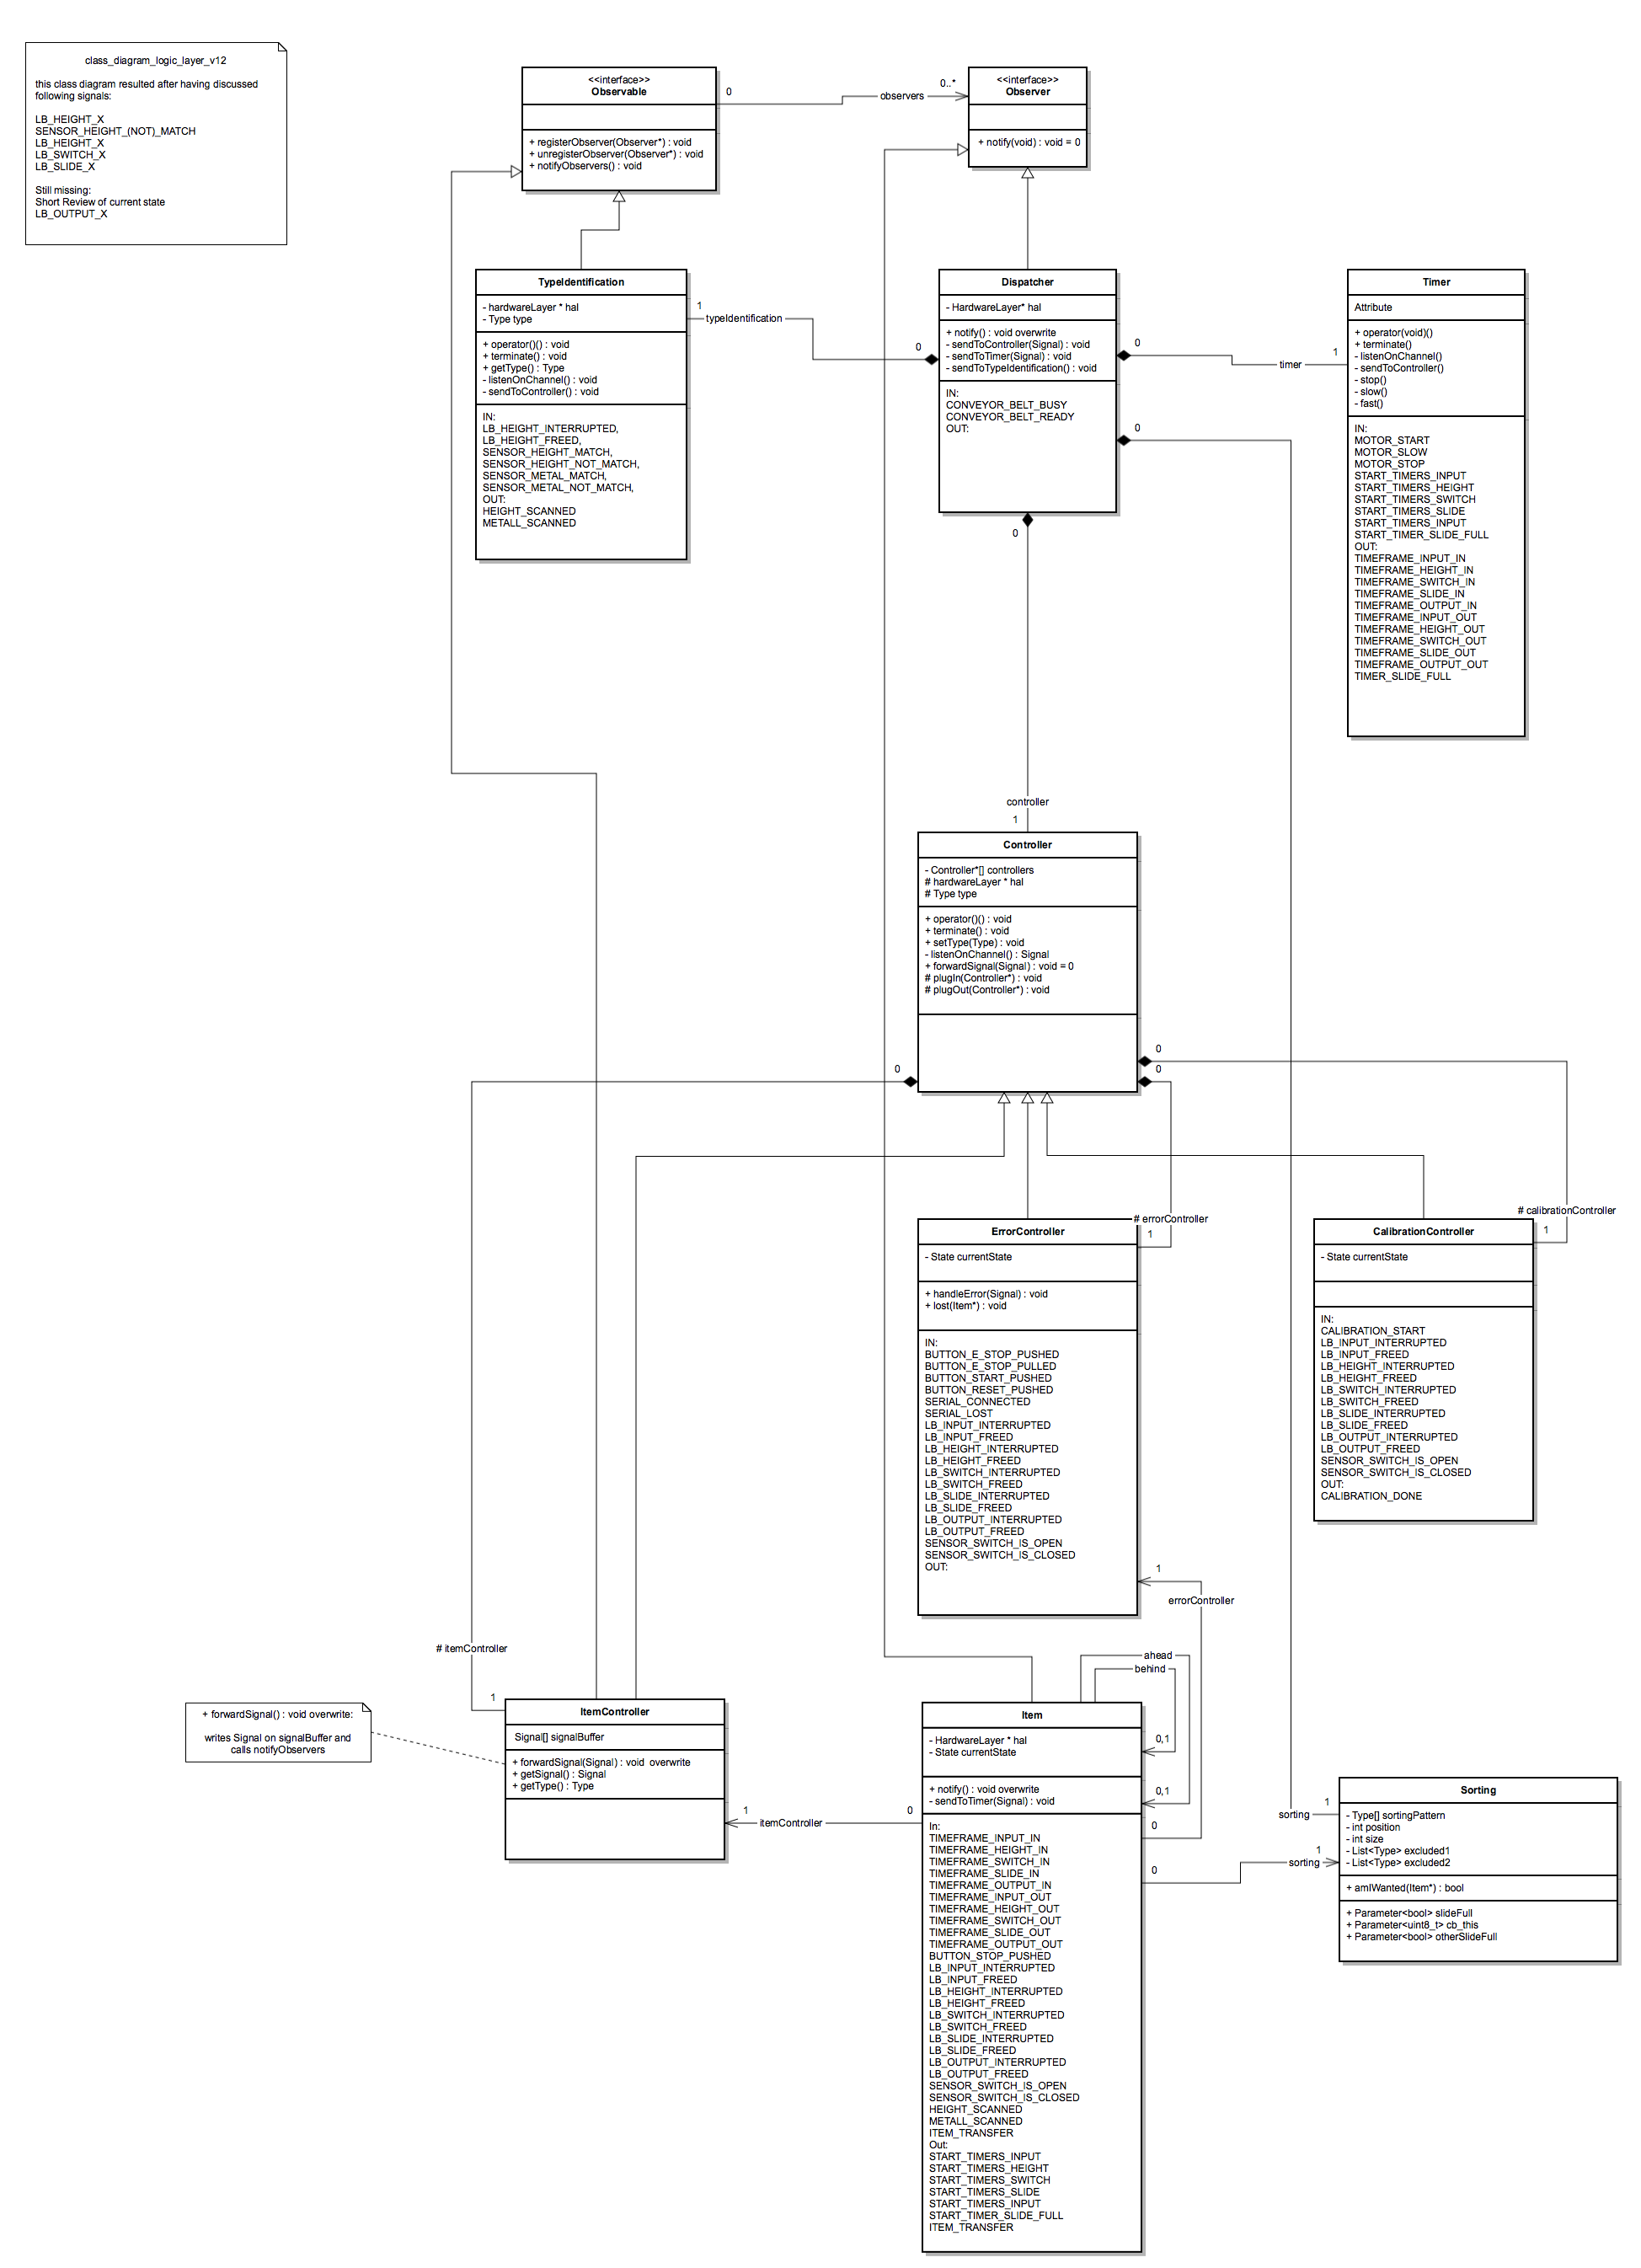 class_diagram_logic_layer_v12
this class diagram resulted after having discussed
following signals:
LB_HEIGHT_X
SENSOR_HEIGHT_(NOT)_MATCH
LB_HEIGHT_X
LB_SWITCH_X
LB_SLIDE_X
Still missing:
Short Review of current state
LB_OUTPUT_X
<<interface>>
Observable
+ registerObserver(Observer*) : void
+ unregisterObserver(Observer*) : void
+ notifyObservers() : void
0
observers
0..*
<<interface>>
Observer
+ notify(void) : void = 0
TypeIdentification
- hardwareLayer * hal
- Type type
+ operator()() : void
+ terminate() : void
+ getType() : Type
- listenOnChannel() : void
- sendToController() : void
IN:
LB_HEIGHT_INTERRUPTED,
LB_HEIGHT_FREED,
SENSOR_HEIGHT_MATCH,
SENSOR_HEIGHT_NOT_MATCH,
SENSOR_METAL_MATCH,
SENSOR_METAL_NOT_MATCH,
OUT:
HEIGHT_SCANNED
METALL_SCANNED
1
typeIdentification
0
Dispatcher
- HardwareLayer* hal
+ notify() : void overwrite
- sendToController(Signal) : void
- sendToTimer(Signal) : void
- sendToTypeIdentification() : void
IN:
CONVEYOR_BELT_BUSY
CONVEYOR_BELT_READY
OUT:
0
timer
1
0
0
Timer
Attribute
+ operator(void)()
+ terminate()
- listenOnChannel()
- sendToController()
- stop()
- slow()
- fast()
IN:
MOTOR_START
MOTOR_SLOW
MOTOR_STOP
START_TIMERS_INPUT
START_TIMERS_HEIGHT
START_TIMERS_SWITCH
START_TIMERS_SLIDE
START_TIMERS_INPUT
START_TIMER_SLIDE_FULL
OUT:
TIMEFRAME_INPUT_IN
TIMEFRAME_HEIGHT_IN
TIMEFRAME_SWITCH_IN
TIMEFRAME_SLIDE_IN
TIMEFRAME_OUTPUT_IN
TIMEFRAME_INPUT_OUT
TIMEFRAME_HEIGHT_OUT
TIMEFRAME_SWITCH_OUT
TIMEFRAME_SLIDE_OUT
TIMEFRAME_OUTPUT_OUT
TIMER_SLIDE_FULL
controller
1
Controller
- Controller*[] controllers
# hardwareLayer * hal
# Type type
+ operator()() : void
+ terminate() : void
+ setType(Type) : void
- listenOnChannel() : Signal
+ forwardSignal(Signal) : void = 0
# plugIn(Controller*) : void
# plugOut(Controller*) : void
0
0
0
# errorController
1
# calibrationController
1
ErrorController
- State currentState
+ handleError(Signal) : void
+ lost(Item*) : void
IN:
BUTTON_E_STOP_PUSHED
BUTTON_E_STOP_PULLED
BUTTON_START_PUSHED
BUTTON_RESET_PUSHED
SERIAL_CONNECTED
SERIAL_LOST
LB_INPUT_INTERRUPTED
LB_INPUT_FREED
LB_HEIGHT_INTERRUPTED
LB_HEIGHT_FREED
LB_SWITCH_INTERRUPTED
LB_SWITCH_FREED
LB_SLIDE_INTERRUPTED
LB_SLIDE_FREED
LB_OUTPUT_INTERRUPTED
LB_OUTPUT_FREED
SENSOR_SWITCH_IS_OPEN
SENSOR_SWITCH_IS_CLOSED
OUT:
CalibrationController
- State currentState
IN:
CALIBRATION_START
LB_INPUT_INTERRUPTED
LB_INPUT_FREED
LB_HEIGHT_INTERRUPTED
LB_HEIGHT_FREED
LB_SWITCH_INTERRUPTED
LB_SWITCH_FREED
LB_SLIDE_INTERRUPTED
LB_SLIDE_FREED
LB_OUTPUT_INTERRUPTED
LB_OUTPUT_FREED
SENSOR_SWITCH_IS_OPEN
SENSOR_SWITCH_IS_CLOSED
OUT:
CALIBRATION_DONE
1
errorController
# itemController
1
+ forwardSignal() : void overwrite:
writes Signal on signalBuffer and
calls notifyObservers
ItemController
Signal[] signalBuffer
+ forwardSignal(Signal) : void overwrite
+ getSignal() : Signal
+ getType() : Type
1
itemController
0
ahead
behind
0,1
0,1
0
0
Item
- HardwareLayer * hal
- State currentState
+ notify() : void overwrite
- sendToTimer(Signal) : void
In:
TIMEFRAME_INPUT_IN
TIMEFRAME_HEIGHT_IN
TIMEFRAME_SWITCH_IN
TIMEFRAME_SLIDE_IN
TIMEFRAME_OUTPUT_IN
TIMEFRAME_INPUT_OUT
TIMEFRAME_HEIGHT_OUT
TIMEFRAME_SWITCH_OUT
TIMEFRAME_SLIDE_OUT
TIMEFRAME_OUTPUT_OUT
BUTTON_STOP_PUSHED
LB_INPUT_INTERRUPTED
LB_INPUT_FREED
LB_HEIGHT_INTERRUPTED
LB_HEIGHT_FREED
LB_SWITCH_INTERRUPTED
LB_SWITCH_FREED
LB_SLIDE_INTERRUPTED
LB_SLIDE_FREED
LB_OUTPUT_INTERRUPTED
LB_OUTPUT_FREED
SENSOR_SWITCH_IS_OPEN
SENSOR_SWITCH_IS_CLOSED
HEIGHT_SCANNED
METALL_SCANNED
ITEM_TRANSFER
Out:
START_TIMERS_INPUT
START_TIMERS_HEIGHT
START_TIMERS_SWITCH
START_TIMERS_SLIDE
START_TIMERS_INPUT
START_TIMER_SLIDE_FULL
ITEM_TRANSFER
1
sorting
1
sorting
Sorting
- Type[] sortingPattern
- int position
- int size
- List<Type> excluded1
- List<Type> excluded2
+ amIWanted(Item*) : bool
+ Parameter<bool> slideFull
+ Parameter<uint8_t> cb_this
+ Parameter<bool> otherSlideFull